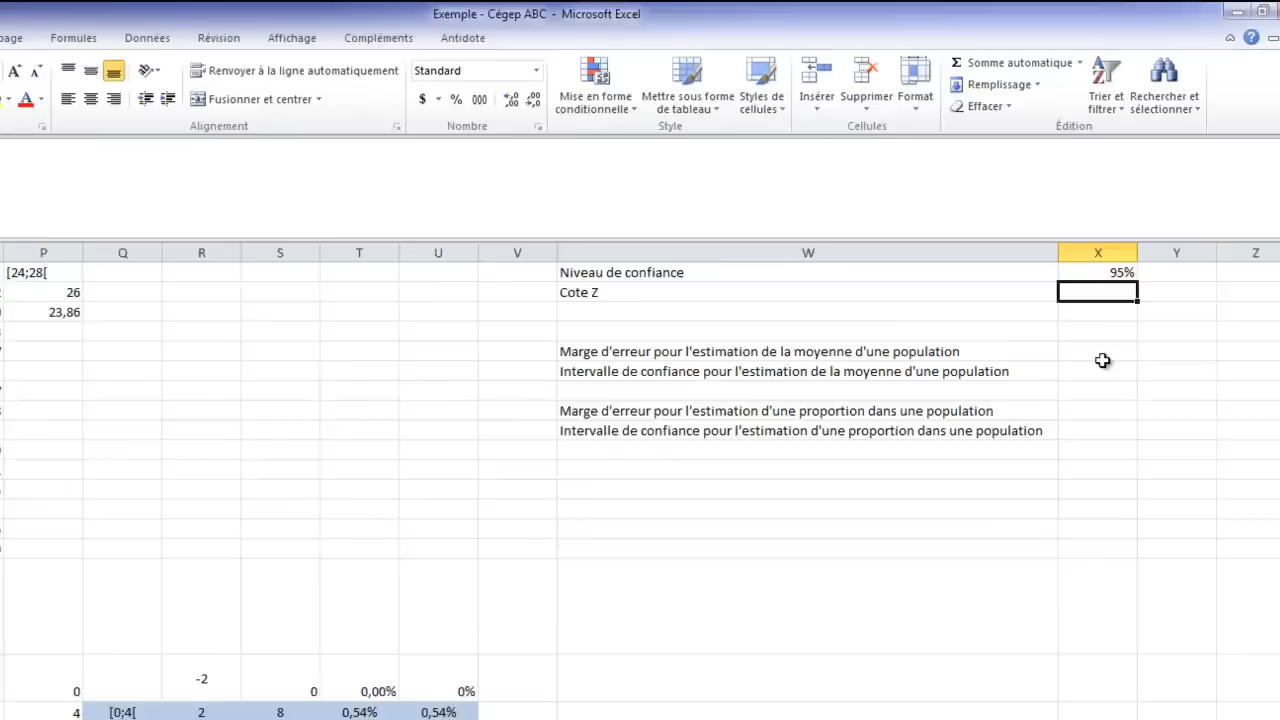 Exemple - Cégep ABC - Microsoft Excel
page Formules Données Révision Affichage Compléments Antidote
Renvoyer à la ligne automatiquement
Standard
Mise en forme conditionnelle
Mettre sous forme de tableau
Styles de cellules
Insérer
Supprimer
Format
Σ Somme automatique
Remplissage
Effacer
Trier et filtrer
Rechercher et sélectionner
Fusionner et centrer
$ % 000
Alignement Nombre Style Cellules Édition
P Q R S T U V W X Y Z
[24;28[ Niveau de confiance 95%
26 Cote Z
23,86
Marge d'erreur pour l'estimation de la moyenne d'une population
Intervalle de confiance pour l'estimation de la moyenne d'une population
Marge d'erreur pour l'estimation d'une proportion dans une population
Intervalle de confiance pour l'estimation d'une proportion dans une population
-2
0 0 0,00% 0%
4 [0;4[ 2 8 0,54% 0,54%